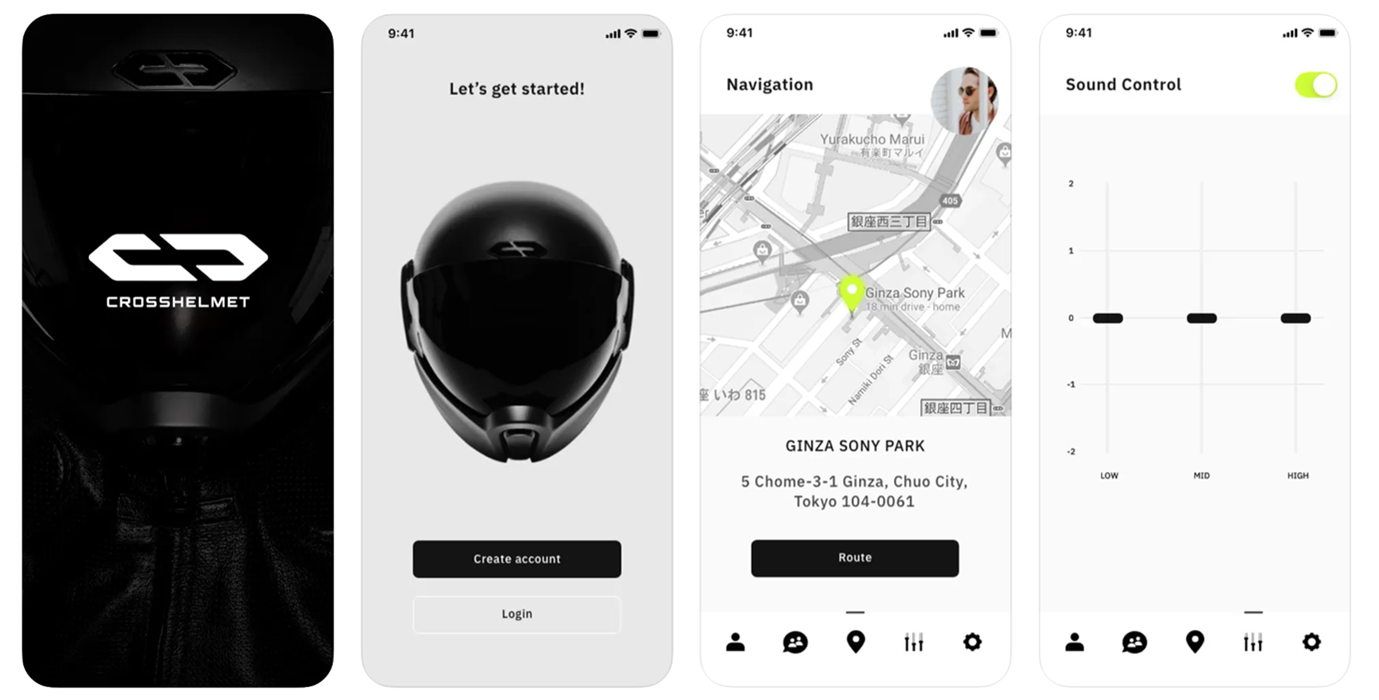 CROSSHELMET
9:41
Let's get started!
Create account
Login
9:41
Navigation
Yurakucho Marui
有楽町マルイ
405
銀座西三丁目
Ginza Sony Park
18 min drive - home
Sony St
Namiki Dori St
Ginza
銀座
M
座 いわ 815
銀座四丁目
GINZA SONY PARK
5 Chome-3-1 Ginza, Chuo City,
Tokyo 104-0061
Route
9:41
Sound Control
2
1
0
-1
-2
LOW MID HIGH